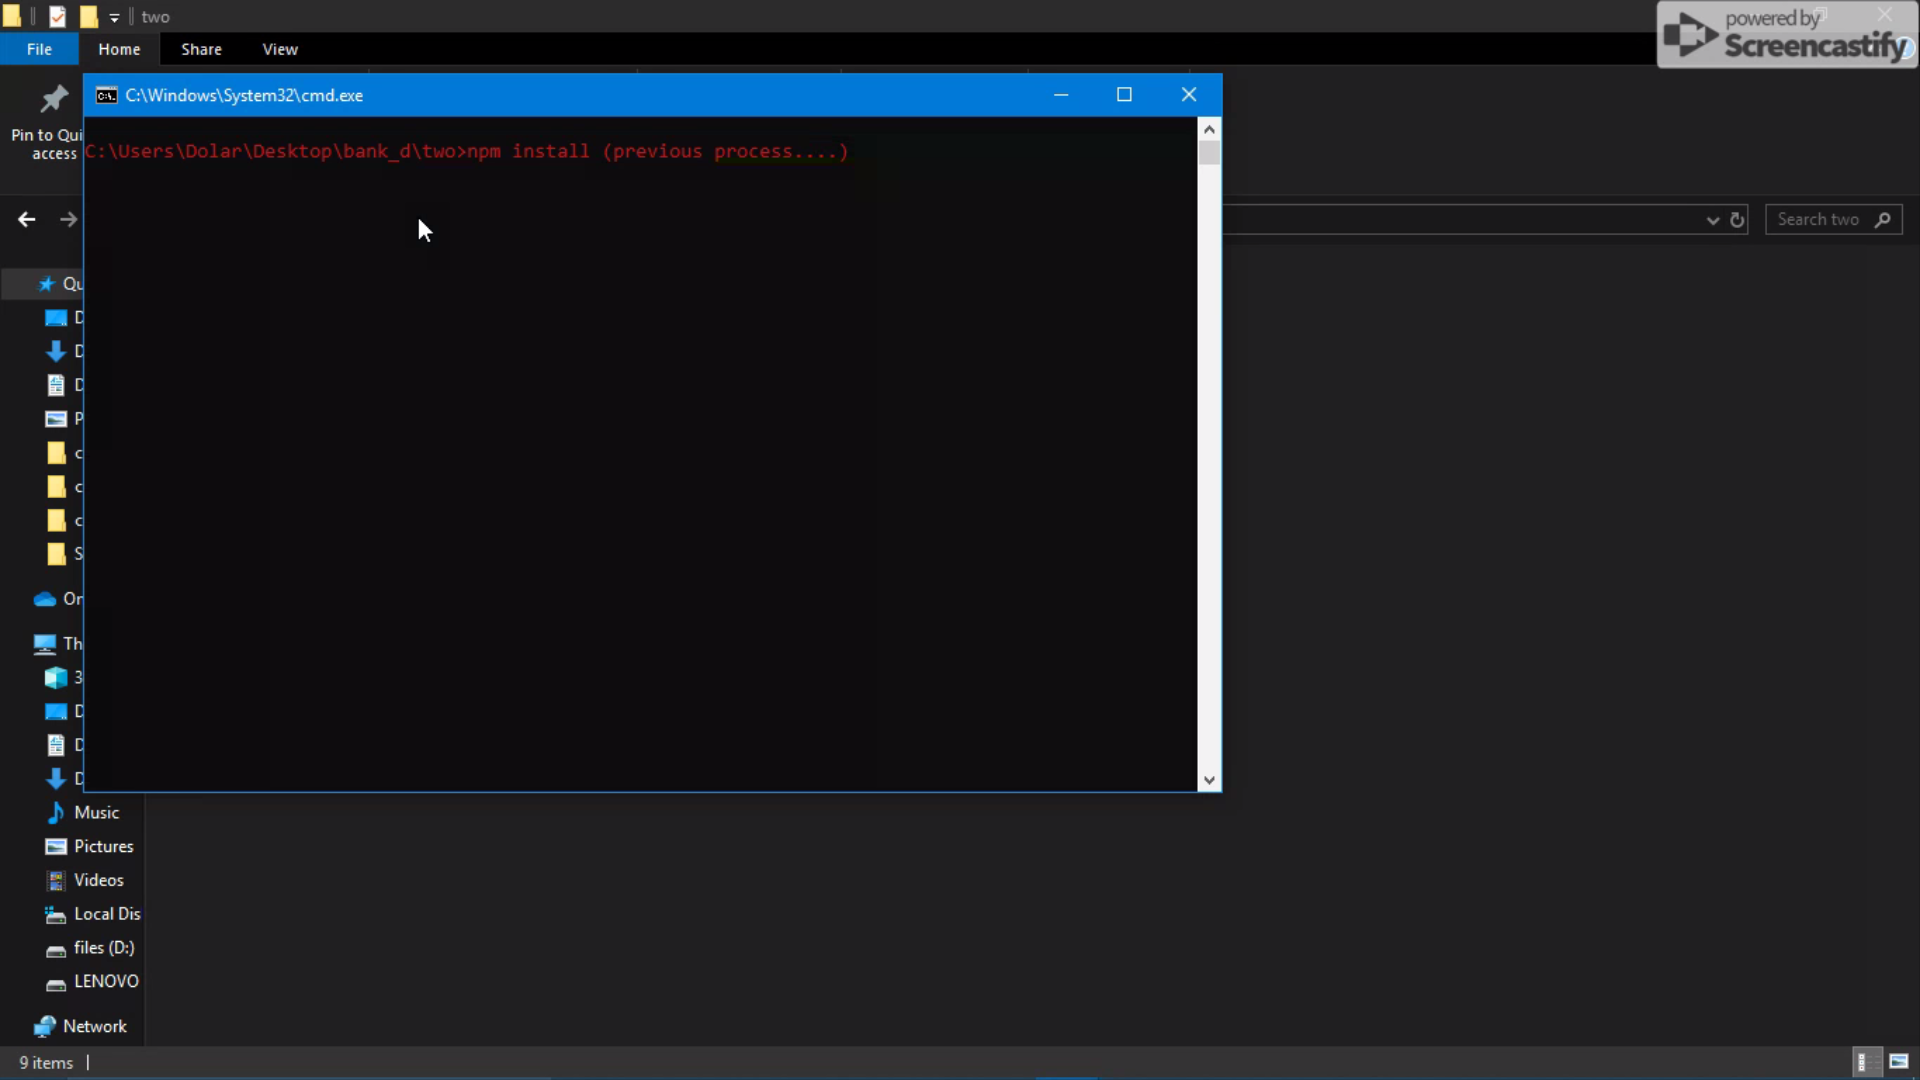 two
powered by
Screencastify
File
Home
Share
View
C:\Windows\System32\cmd.exe
Pin to Qui
access
C:\Users\Dolar\Desktop\bank_d\two>npm install (previous process....)
Search two
Qu
D
D
D
P
c
c
c
S
On
Th
3
D
D
D
Music
Pictures
Videos
Local Dis
files (D:)
LENOVO
Network
9 items